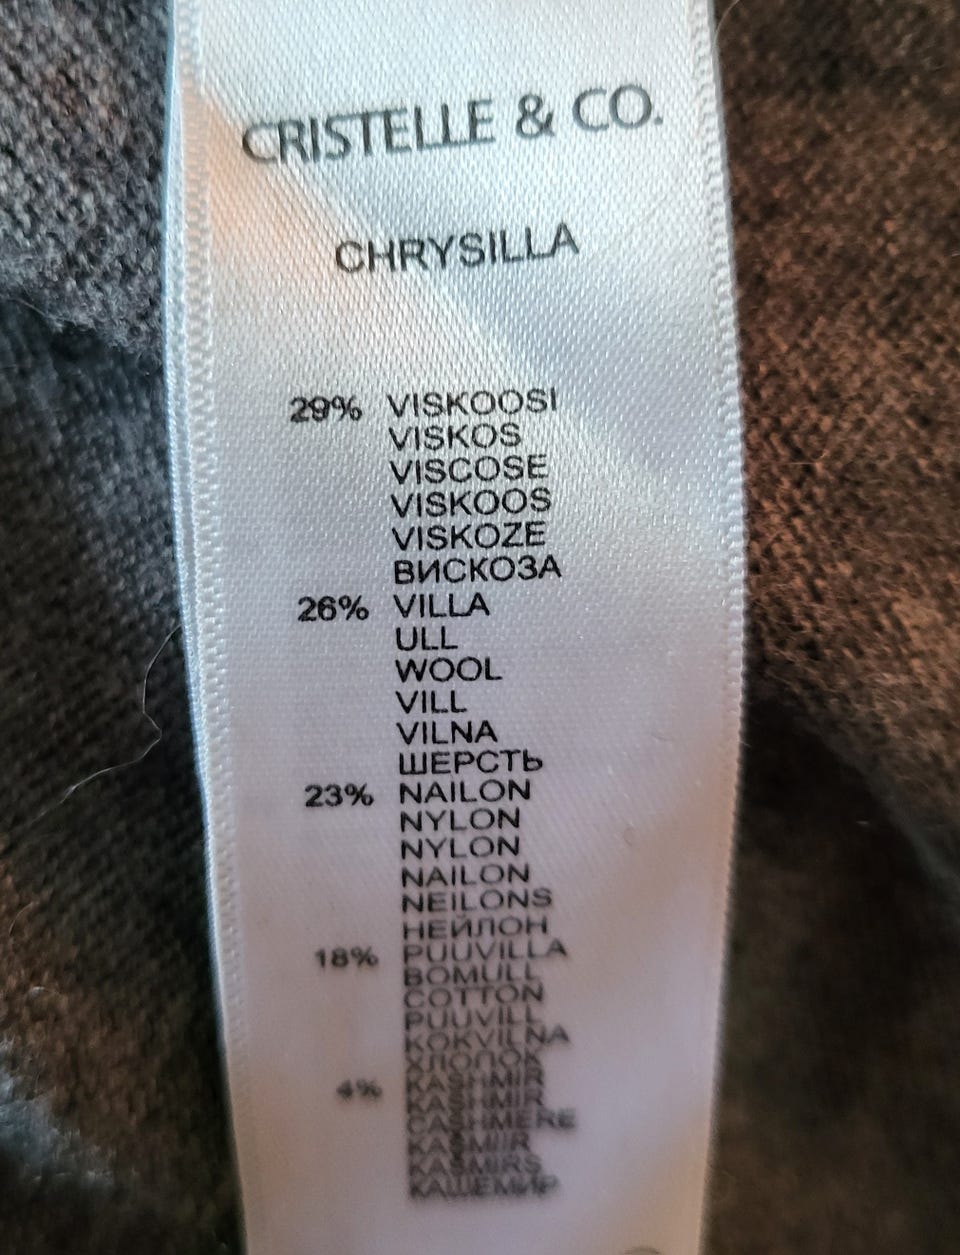 CRISTELLE & CO.
CHRYSILLA
29% VISKOOSI
VISKOS
VISCOSE
VISKOOS
VISKOZE
ВИСКОЗА
26% VILLA
ULL
WOOL
VILL
VILNA
ШЕРСТЬ
23% NAILON
NYLON
NYLON
NAILON
NEILONS
НЕЙЛОН
18% PUUVILLA
BOMULL
COTTON
PUUVILL
KOKVILNA
ХЛОПОК
4% KASHMIR
KASHMIR
CASHMERE
KASMIIR
KAŠMIRS
КАШЕМИР